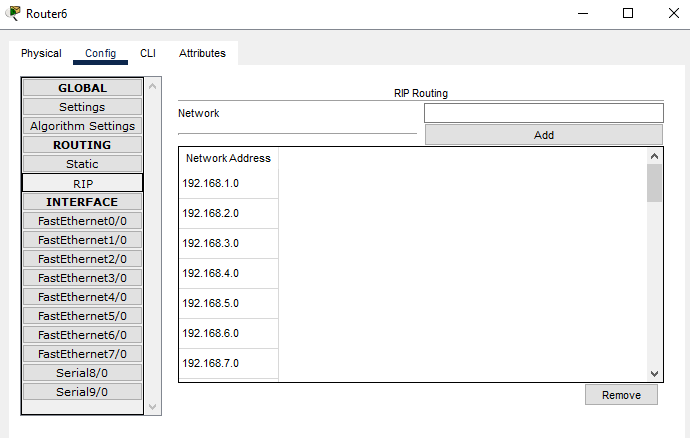 Router6
Physical Config CLI Attributes
GLOBAL
Settings
Algorithm Settings
ROUTING
Static
RIP
INTERFACE
FastEthernet0/0
FastEthernet1/0
FastEthernet2/0
FastEthernet3/0
FastEthernet4/0
FastEthernet5/0
FastEthernet6/0
FastEthernet7/0
Serial8/0
Serial9/0
RIP Routing
Network
Add
Network Address
192.168.1.0
192.168.2.0
192.168.3.0
192.168.4.0
192.168.5.0
192.168.6.0
192.168.7.0
Remove